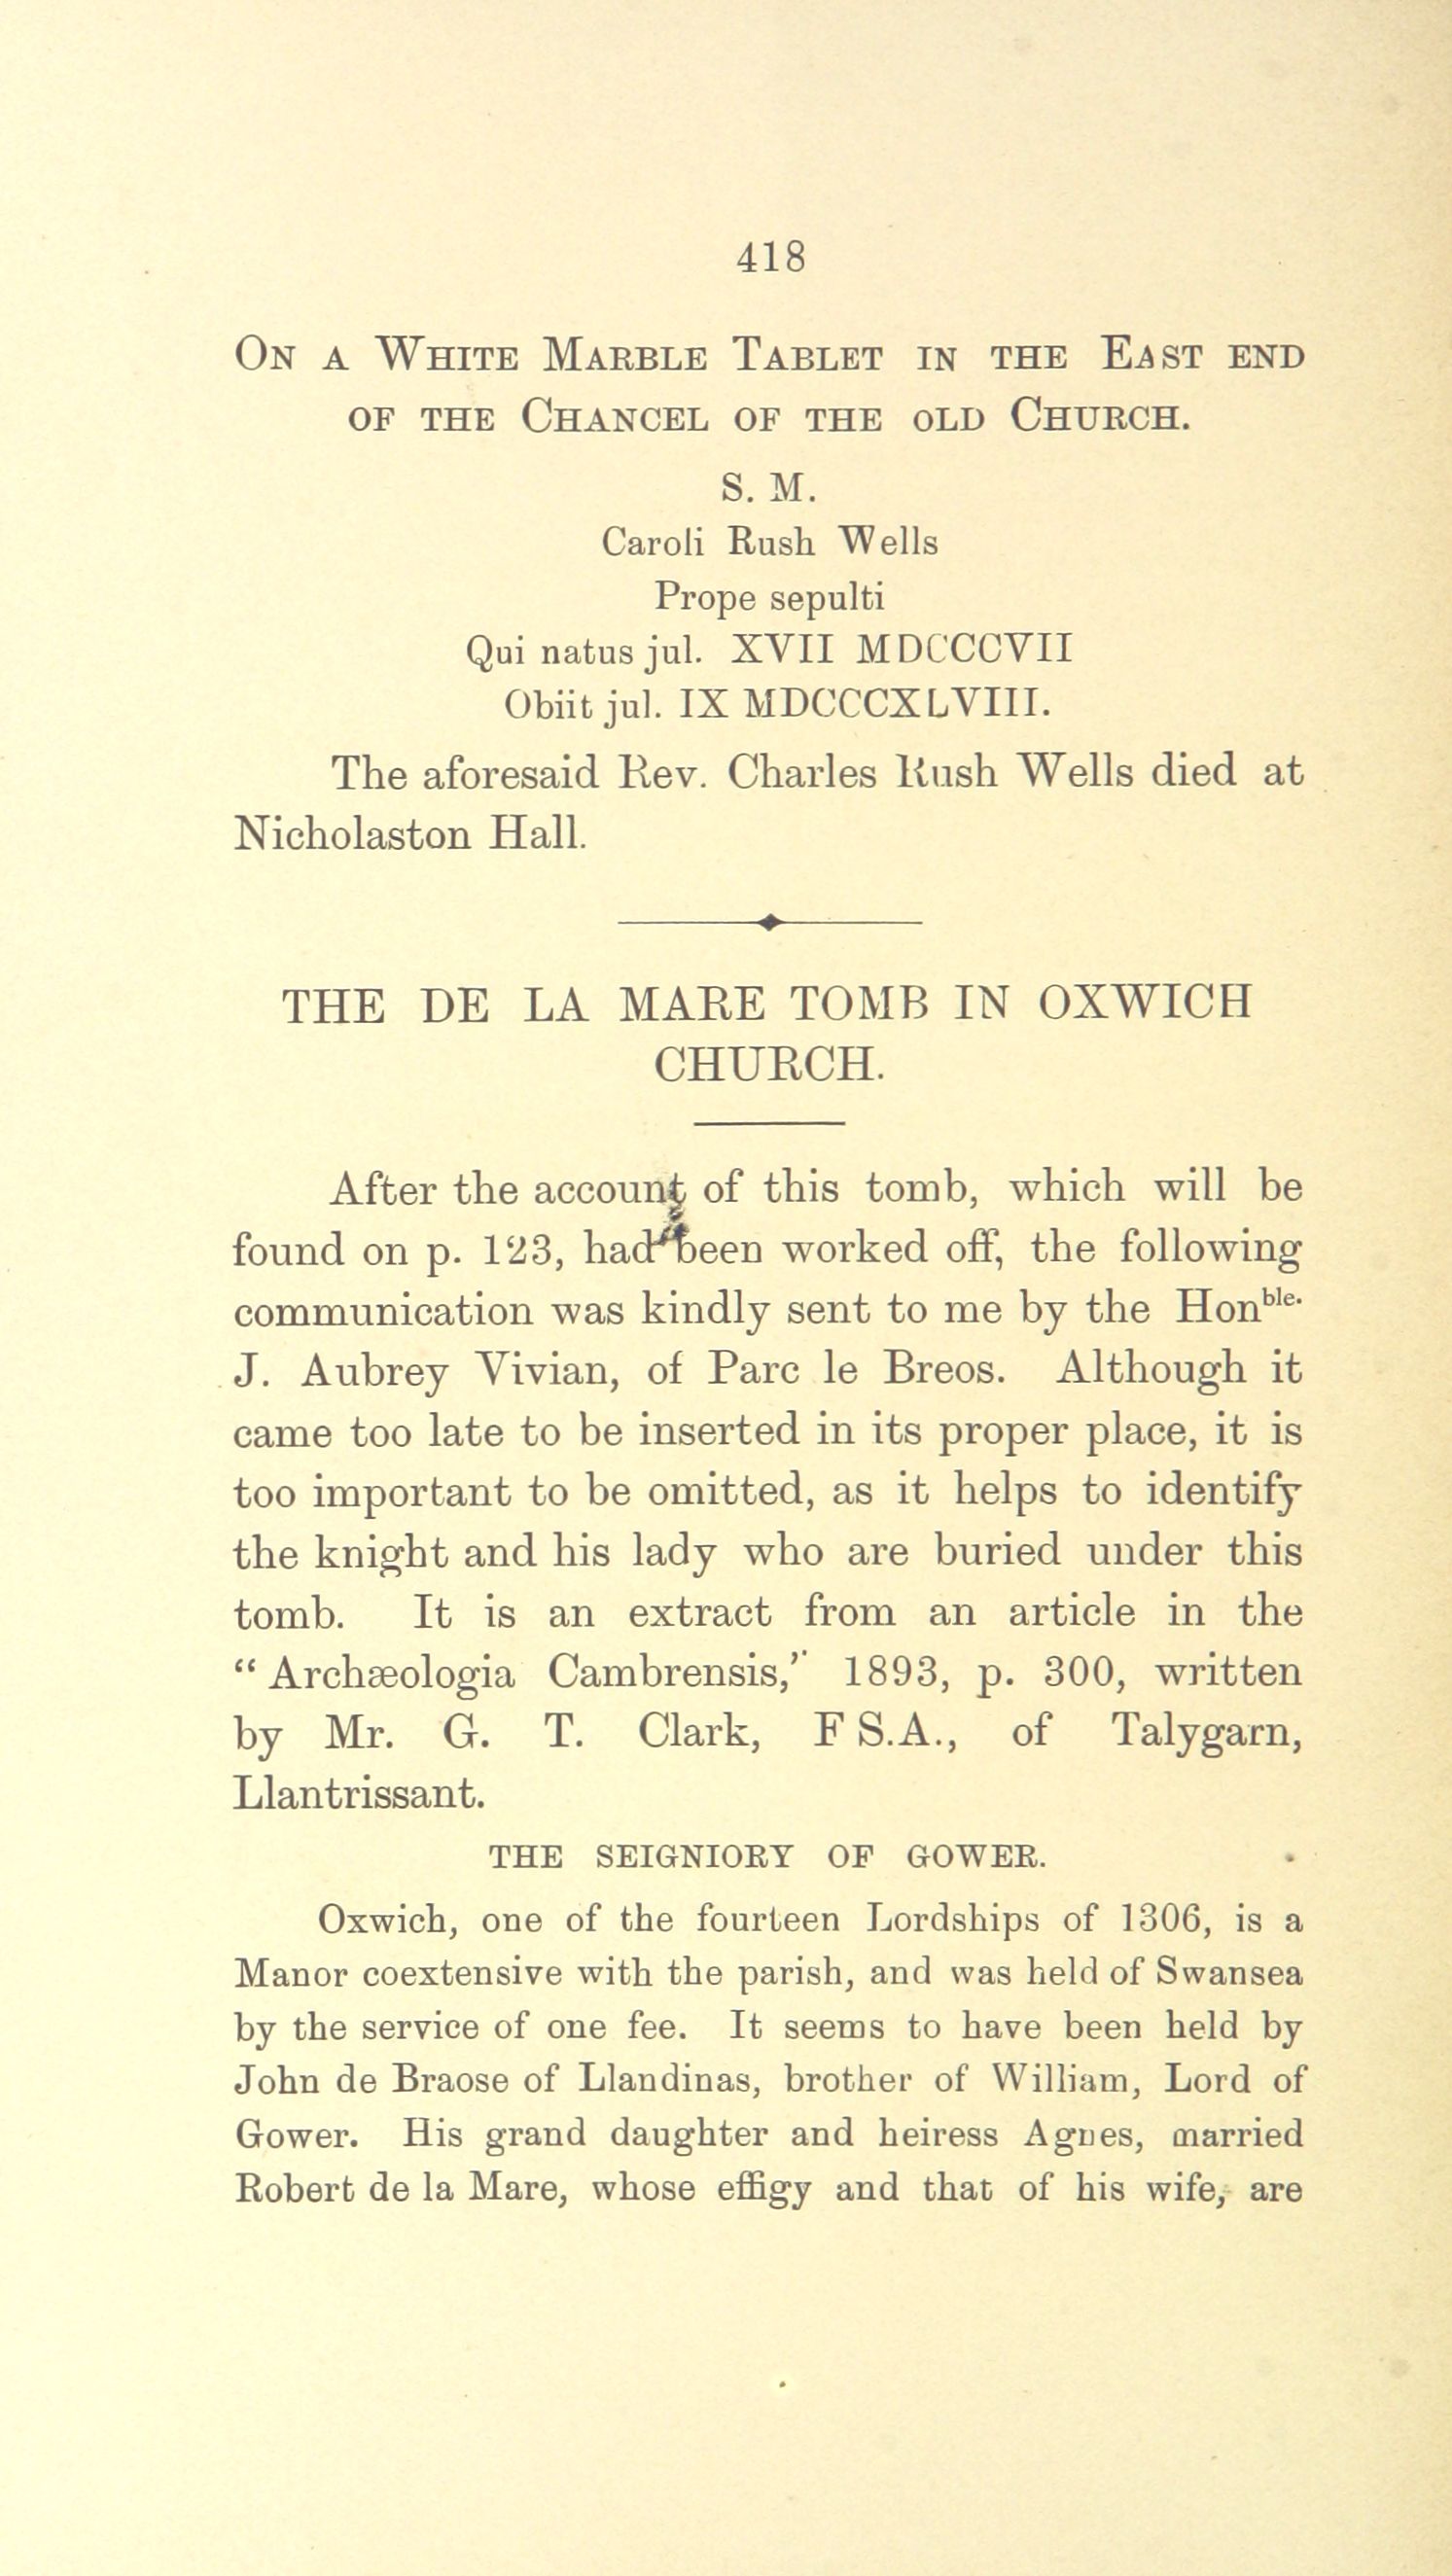 418
On a White Marble Tablet in the East end
of the Chancel of the old Church.
S. M.
Caroli Rush Wells
Prope sepulti
Qui natus jul. XVII MDCCCVII
Obiit jul. IX MDCCCXLVIII.
The aforesaid Rev. Charles Rush Wells died at
Nicholaston Hall.
THE DE LA MARE TOMB IN OXWICH
CHURCH.
After the account of this tomb, which will be
found on p. 123, had been worked off, the following
communication was kindly sent to me by the Honble.
J. Aubrey Vivian, of Parc le Breos. Although it
came too late to be inserted in its proper place, it is
too important to be omitted, as it helps to identify
the knight and his lady who are buried under this
tomb. It is an extract from an article in the
“ Archæologia Cambrensis,” 1893, p. 300, written
by Mr. G. T. Clark, F S.A., of Talygarn,
Llantrissant.
THE SEIGNIORY OF GOWER.
Oxwich, one of the fourteen Lordships of 1306, is a
Manor coextensive with the parish, and was held of Swansea
by the service of one fee. It seems to have been held by
John de Braose of Llandinas, brother of William, Lord of
Gower. His grand daughter and heiress Agnes, married
Robert de la Mare, whose effigy and that of his wife, are